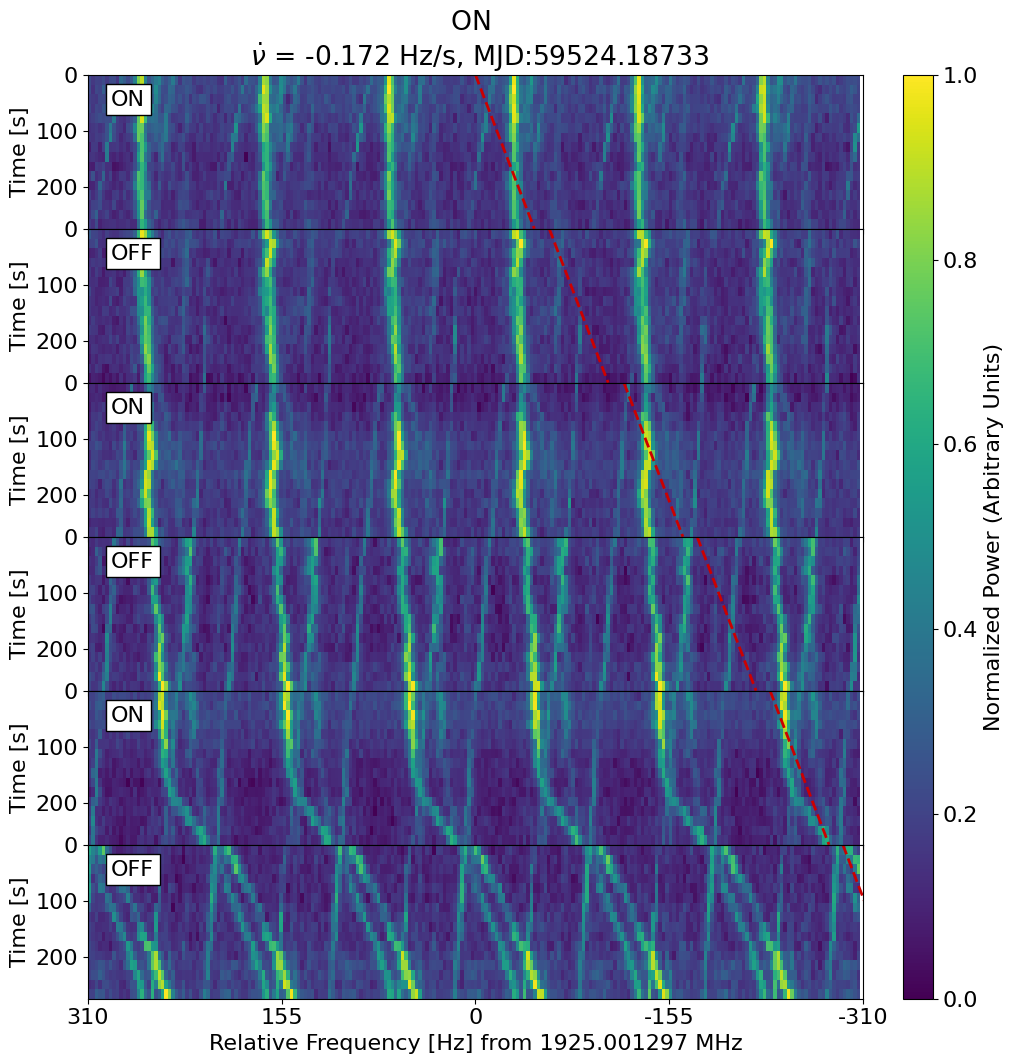 ON
ν̇ = -0.172 Hz/s, MJD:59524.18733
0
ON
Time [s]
100
200
0
OFF
Time [s]
100
200
0
ON
Time [s]
100
200
0
OFF
Time [s]
100
200
0
ON
Time [s]
100
200
0
OFF
Time [s]
100
200
310 155 0 -155 -310
Relative Frequency [Hz] from 1925.001297 MHz
1.0
0.8
0.6
0.4
0.2
0.0
Normalized Power (Arbitrary Units)